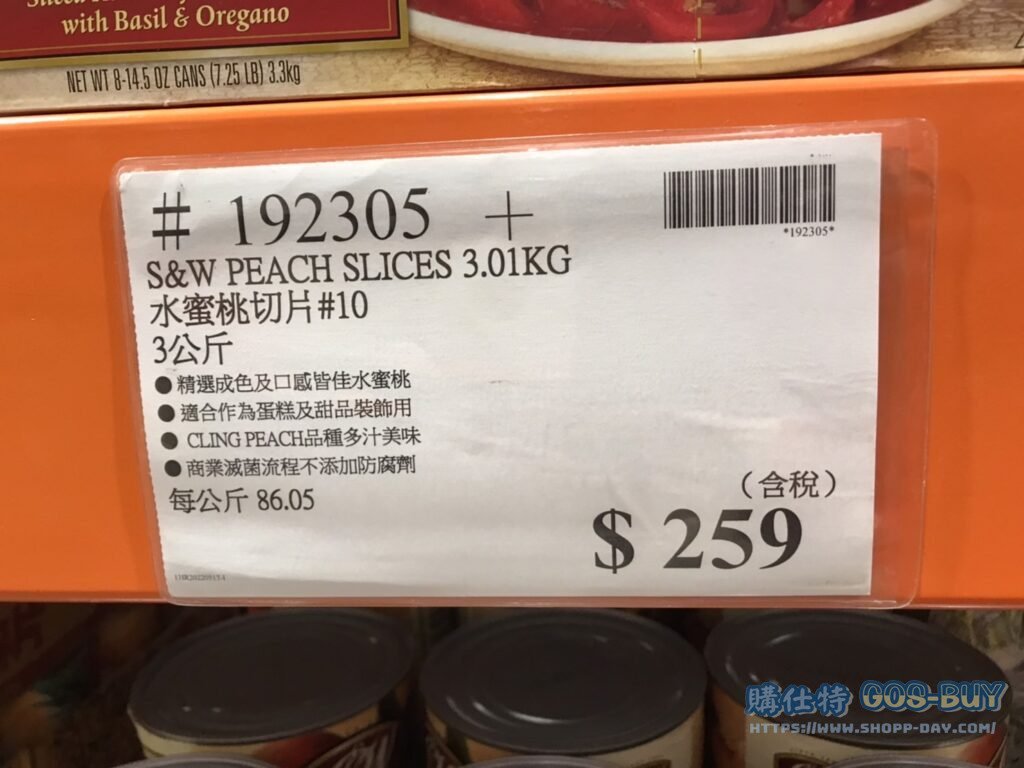 with Basil & Oregano
NET WT 8-14.5 OZ CANS (7.25 LB) 3.3kg
# 192305 +
*192305*
S&W PEACH SLICES 3.01KG
水蜜桃切片#10
3公斤
●精選成色及口感皆佳水蜜桃
●適合作為蛋糕及甜品裝飾用
● CLING PEACH品種多汁美味
●商業滅菌流程不添加防腐劑
每公斤 86.05
(含稅)
$ 259
購仕特 GOS-BUY
HTTPS://WWW.SHOPP-DAY.COM/